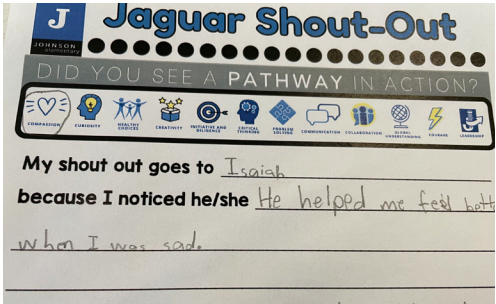 J
Jaguar Shout-Out
JOHNSON
elementary
DID YOU SEE A PATHWAY IN ACTION?
COMPASSION CURIOSITY HEALTHY CHOICES CREATIVITY INITIATIVE AND DILIGENCE CRITICAL THINKING PROBLEM SOLVING COMMUNICATION COLLABORATION GLOBAL UNDERSTANDING COURAGE LEADERSHIP
My shout out goes to Isaiah
because I noticed he/she He helped me feel bett
when I was sad.